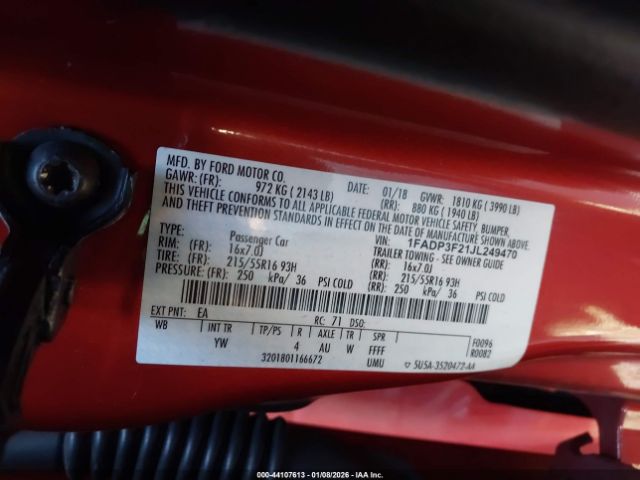 MFD. BY FORD MOTOR CO. DATE: 01/18 GVWR: 1810 KG ( 3990 LB)
GAWR: (FR): 972 KG ( 2143 LB) (RR): 880 KG ( 1940 LB)
THIS VEHICLE CONFORMS TO ALL APPLICABLE FEDERAL MOTOR VEHICLE SAFETY, BUMPER,
AND THEFT PREVENTION STANDARDS IN EFFECT ON THE DATE OF MANUFACTURE SHOWN ABOVE.
VIN: 1FADP3F21JL249470
TYPE: Passenger Car TRAILER TOWING - SEE OWNER GUIDE
RIM: (FR): 16x7.0J (RR): 16x7.0J
TIRE: (FR): 215/55R16 93H (RR): 215/55R16 93H
PRESSURE: (FR): 250 kPa/ 36 PSI COLD (RR): 250 kPa/ 36 PSI COLD
EXT PNT: EA RC: 71 DSO: F0096
WB INT TR TP/PS R AXLE TR SPR R0082
YW 4 AU W FFFF
3201801166672 UMU 5U5A-3520472-AA
000-44107613 - 01/08/2026 - IAA Inc.